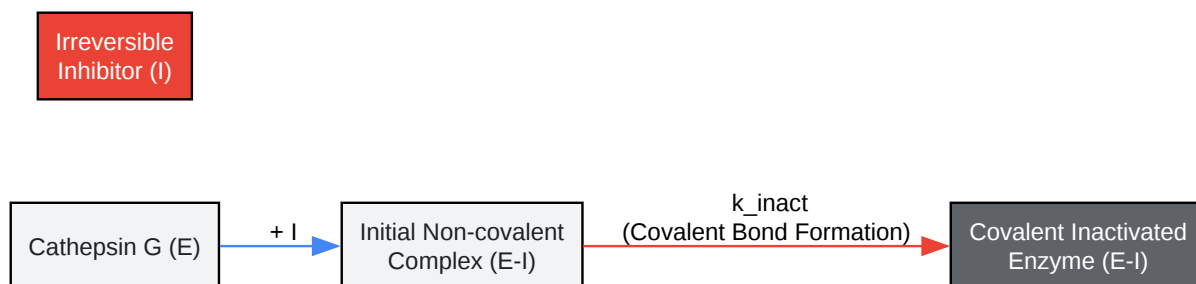 Irreversible
Inhibitor (I)
Cathepsin G (E)
+ I
Initial Non-covalent
Complex (E-I)
k_inact
(Covalent Bond Formation)
Covalent Inactivated
Enzyme (E-I)